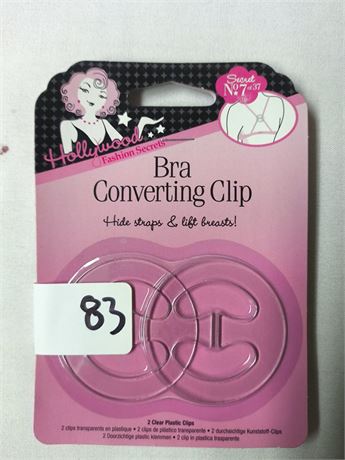 Hollywood
Fashion Secrets
Secret
No 7 of 37
Bra
Converting Clip
Hide straps & lift breasts!
83
2 Clear Plastic Clips
2 clips transparents en plastique • 2 clips de plástico transparente • 2 durchsichtige Kunststoff-Clips
2 Doorzichtige plastic klemmen • 2 clip in plastica trasparente